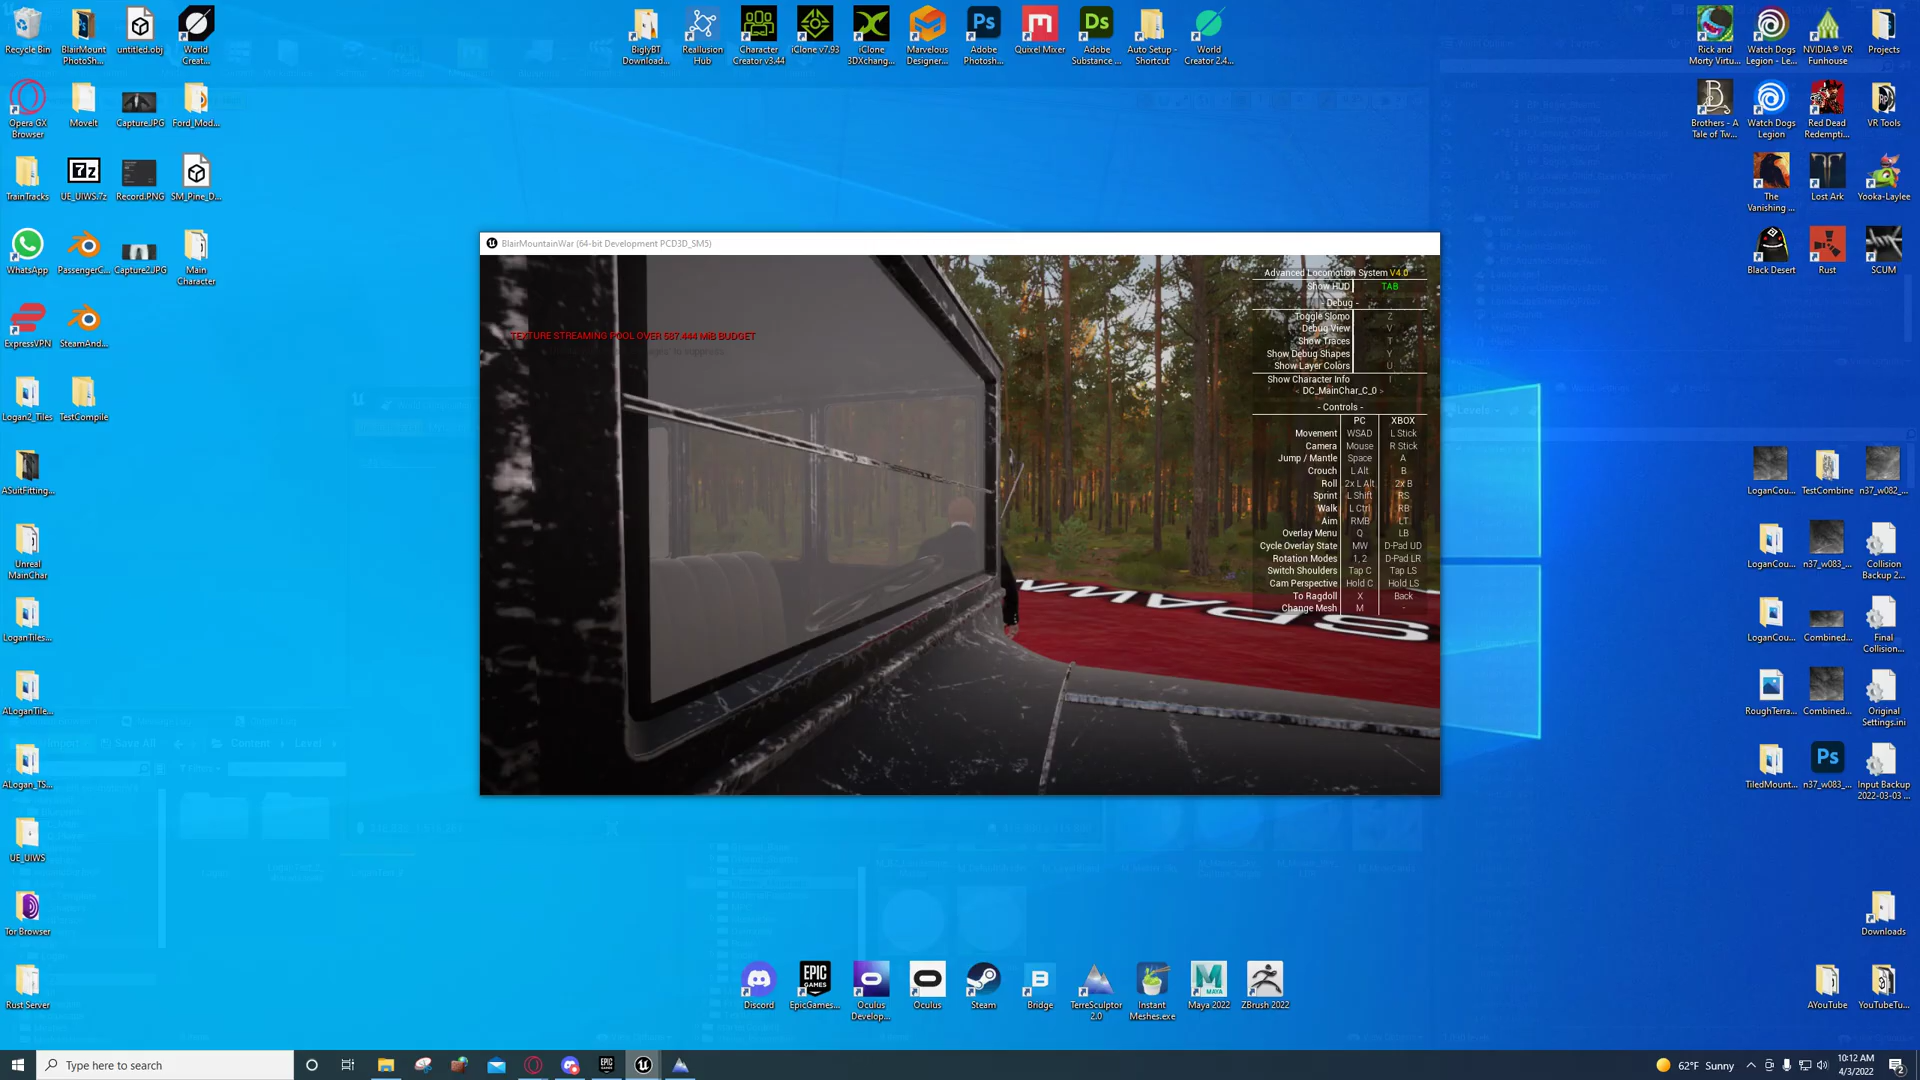 Recycle Bin
BlairMount
PhotoSh...
untitled.obj
World
Creat...
BiglyBT
Download...
Reallusion
Hub
Character
Creator v3.44
iClone v7.93
iClone
3DXchang...
Marvelous
Designer...
Adobe
Photosh...
Quixel Mixer
Adobe
Substance ...
Auto Setup -
Shortcut
World
Creator 2.4...
Rick and
Morty Virtu...
Watch Dogs
Legion - Le...
NVIDIA® VR
Funhouse
Projects
Opera GX
Browser
MoveIt
Capture.JPG
Ford_Mod...
Brothers - A
Tale of Tw...
Watch Dogs
Legion
Red Dead
Redempti...
VR Tools
TrainTracks
UE_UIWS.7z
Record.PNG
SM_Pine_D...
The
Vanishing ...
Lost Ark
Yooka-Laylee
WhatsApp
PassengerC...
Capture2.JPG
Main
Character
Black Desert
Rust
SCUM
ExpressVPN
SteamAnd...
Logan2_Tiles
TestCompile
ASuitFitting...
Unreal
MainChar
LoganTiles...
ALoganTile...
ALogan_TS...
UE_UIWS
Tor Browser
Rust Server
BlairMountainWar (64-bit Development PCD3D_SM5)
TEXTURE STREAMING POOL OVER 587.444 MiB BUDGET
Advanced Locomotion System V4.0
Show HUD TAB
- Debug -
Toggle Slomo Z
Debug View V
Show Traces T
Show Debug Shapes Y
Show Layer Colors U
Show Character Info I
< DC_MainChar_C_0 >
- Controls -
PC XBOX
Movement WSAD L Stick
Camera Mouse R Stick
Jump / Mantle Space A
Crouch L Alt B
Roll 2x L Alt 2x B
Sprint L Shift RS
Walk L Ctrl RB
Aim RMB LT
Overlay Menu Q LB
Cycle Overlay State MW D-Pad UD
Rotation Modes 1, 2 D-Pad LR
Switch Shoulders Tap C Tap LS
Cam Perspective Hold C Hold LS
To Ragdoll X Back
Change Mesh M -
LoganCou...
TestCombine
n37_w082_...
LoganCou...
n37_w083_...
Collision
Backup 2...
LoganCou...
Combined...
Final
Collision...
RoughTerra...
Combined...
Original
Settings.ini
TiledMount...
n37_w083_...
Input Backup
2022-03-03 ...
Downloads
AYouTube
YouTubeTu...
Discord
EpicGames...
Oculus
Develop...
Oculus
Steam
Bridge
TerreSculptor
2.0
Instant
Meshes.exe
Maya 2022
ZBrush 2022
Type here to search
62°F Sunny
10:12 AM
4/3/2022
2